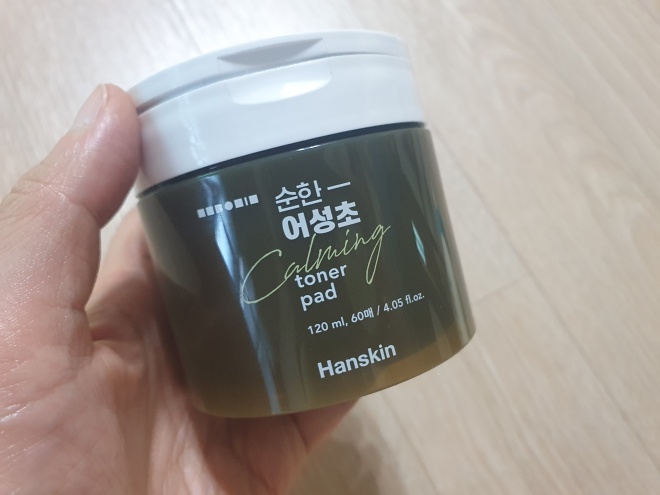 순한
어성초
Calming
toner
pad
120 ml, 60매 / 4.05 fl.oz.
Hanskin